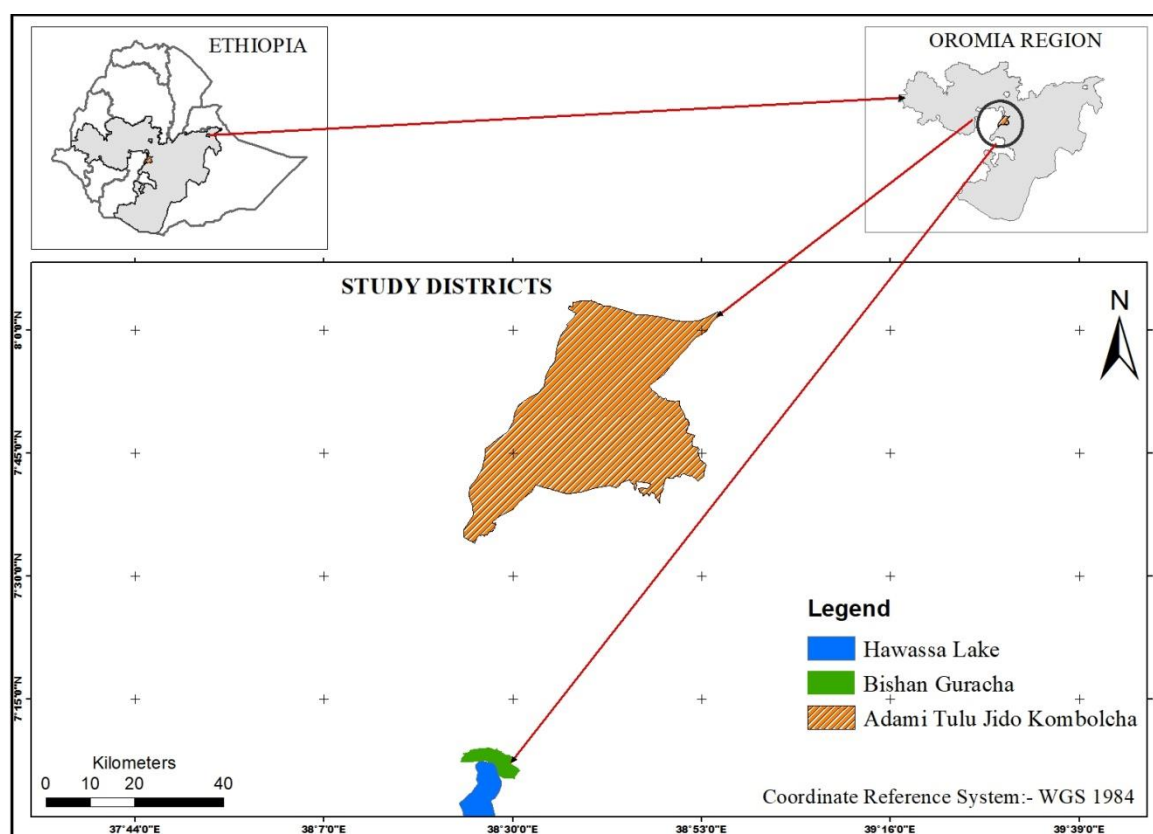 ETHIOPIA
OROMIA REGION
STUDY DISTRICTS
N
8°0'0"N
7°45'0"N
7°30'0"N
7°15'0"N
Legend
Hawassa Lake
Bishan Guracha
Adami Tulu Jido Kombolcha
Kilometers
0 10 20 40
Coordinate Reference System:- WGS 1984
37°44'0"E 38°7'0"E 38°30'0"E 38°53'0"E 39°16'0"E 39°39'0"E